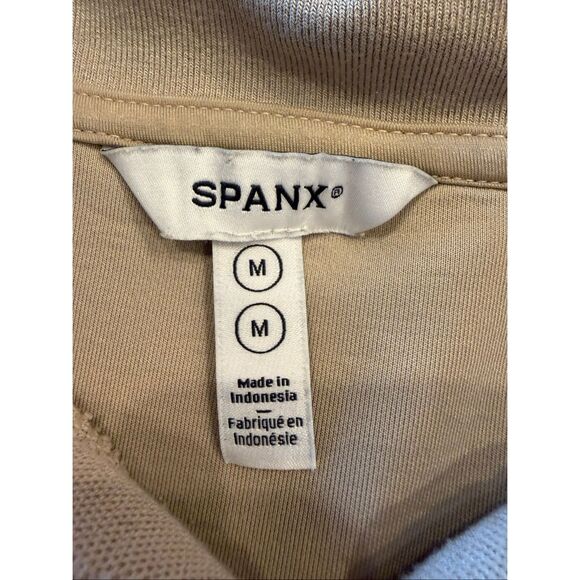 SPANX®
M
M
Made in
Indonesia
Fabriqué en
Indonésie